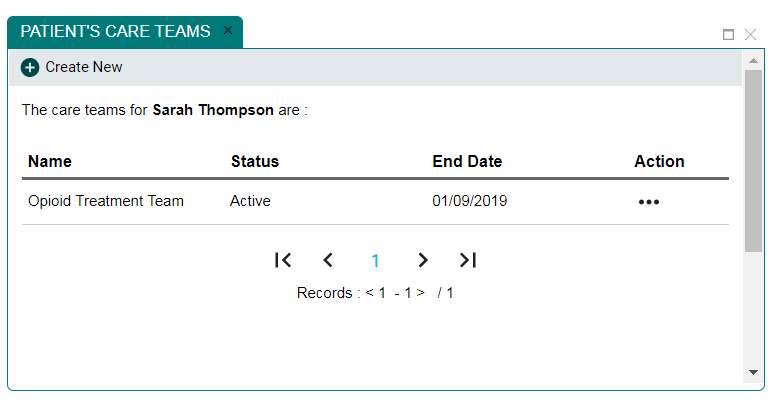 PATIENT'S CARE TEAMS
Create New
The care teams for Sarah Thompson are :
Name Status End Date Action
Opioid Treatment Team Active 01/09/2019
1
Records : < 1 - 1 > / 1